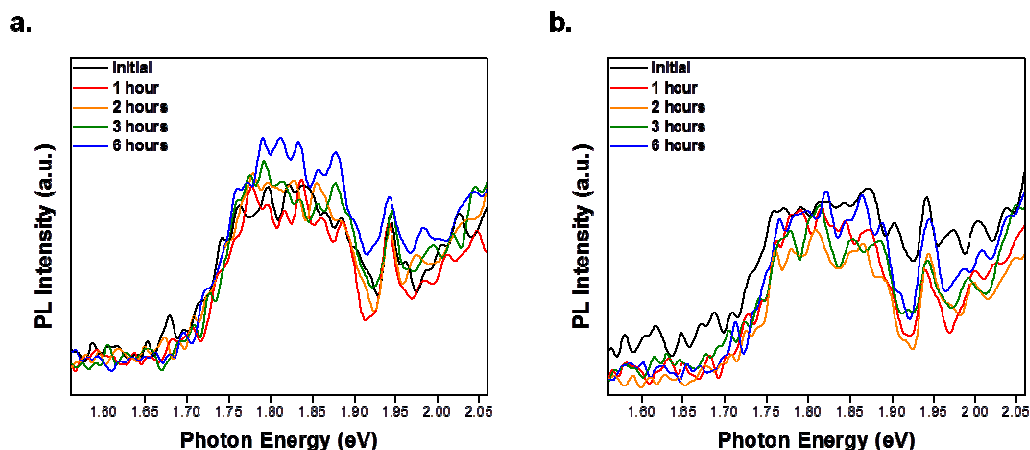 a.
Initial
1 hour
2 hours
3 hours
6 hours
PL Intensity (a.u.)
1.60 1.65 1.70 1.75 1.80 1.85 1.90 1.95 2.00 2.05
Photon Energy (eV)
b.
Initial
1 hour
2 hours
3 hours
6 hours
PL Intensity (a.u.)
1.60 1.65 1.70 1.75 1.80 1.85 1.90 1.95 2.00 2.05
Photon Energy (eV)